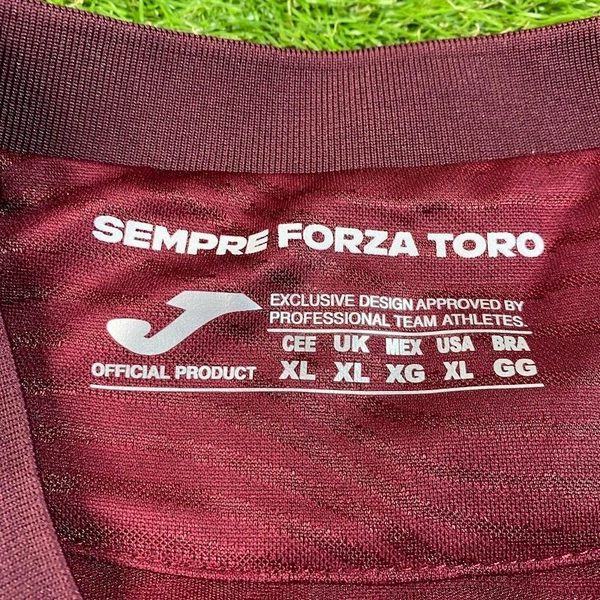 SEMPRE FORZA TORO
EXCLUSIVE DESIGN APPROVED BY
PROFESSIONAL TEAM ATHLETES.
CEE UK MEX USA BRA
XL XL XG XL GG
OFFICIAL PRODUCT